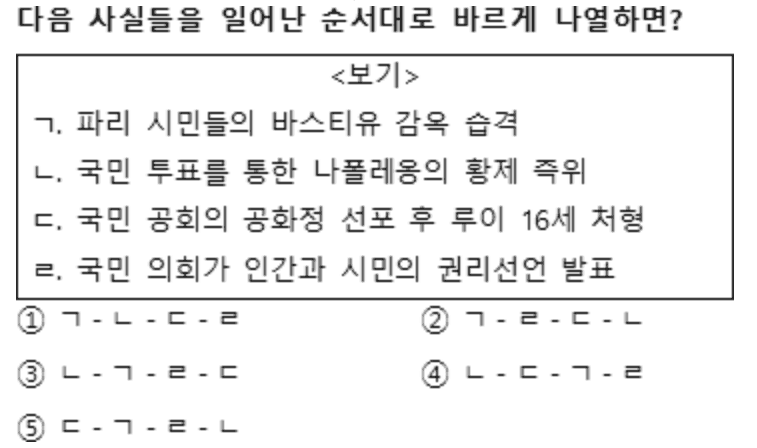 다음 사실들을 일어난 순서대로 바르게 나열하면?
<보기>
ㄱ. 파리 시민들의 바스티유 감옥 습격
ㄴ. 국민 투표를 통한 나폴레옹의 황제 즉위
ㄷ. 국민 공회의 공화정 선포 후 루이 16세 처형
ㄹ. 국민 의회가 인간과 시민의 권리선언 발표
① ㄱ - ㄴ - ㄷ - ㄹ ② ㄱ - ㄹ - ㄷ - ㄴ
③ ㄴ - ㄱ - ㄹ - ㄷ ④ ㄴ - ㄷ - ㄱ - ㄹ
⑤ ㄷ - ㄱ - ㄹ - ㄴ